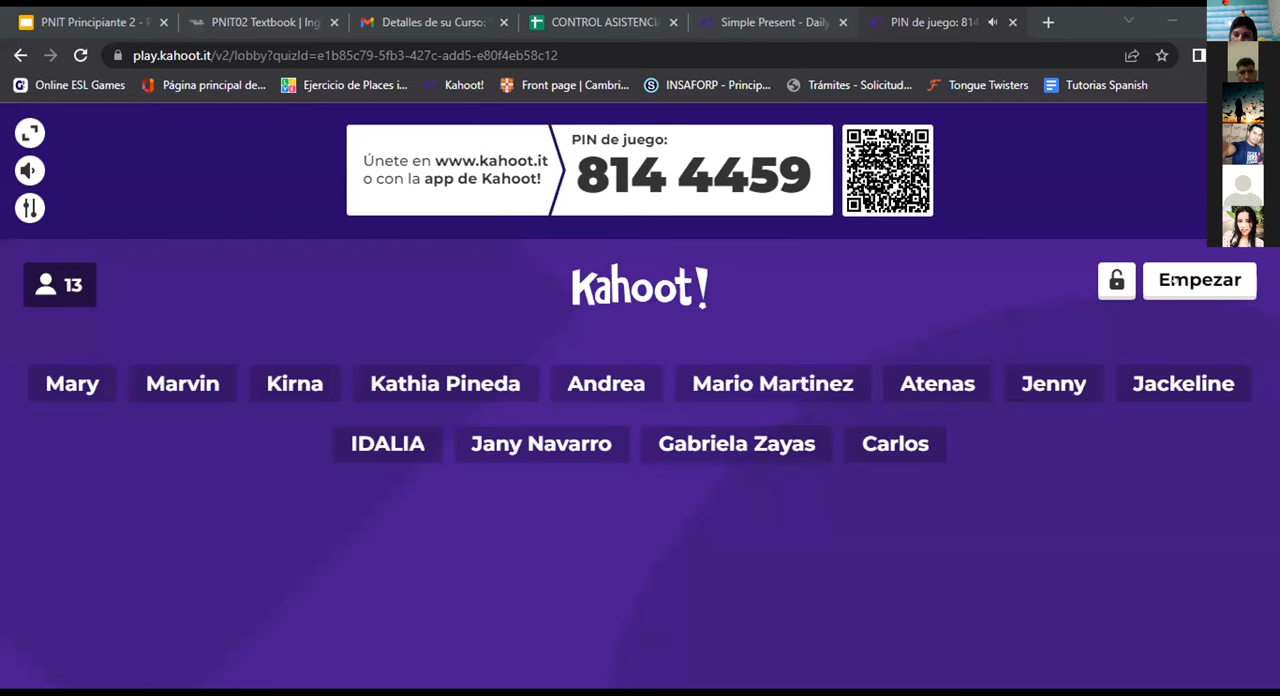 PNIT Principiante 2 - P
PNIT02 Textbook | Ing
Detalles de su Curso:
CONTROL ASISTENCI
Simple Present - Daily
PIN de juego: 814
play.kahoot.it/v2/lobby?quizId=e1b85c79-5fb3-427c-add5-e80f4eb58c12
Online ESL Games
Página principal de...
Ejercicio de Places i...
Kahoot!
Front page | Cambri...
INSAFORP - Princip...
Trámites - Solicitud...
Tongue Twisters
Tutorias Spanish
Únete en www.kahoot.it
o con la app de Kahoot!
PIN de juego:
814 4459
13
Kahoot!
Empezar
Mary Marvin Kirna Kathia Pineda Andrea Mario Martinez Atenas Jenny Jackeline
IDALIA Jany Navarro Gabriela Zayas Carlos